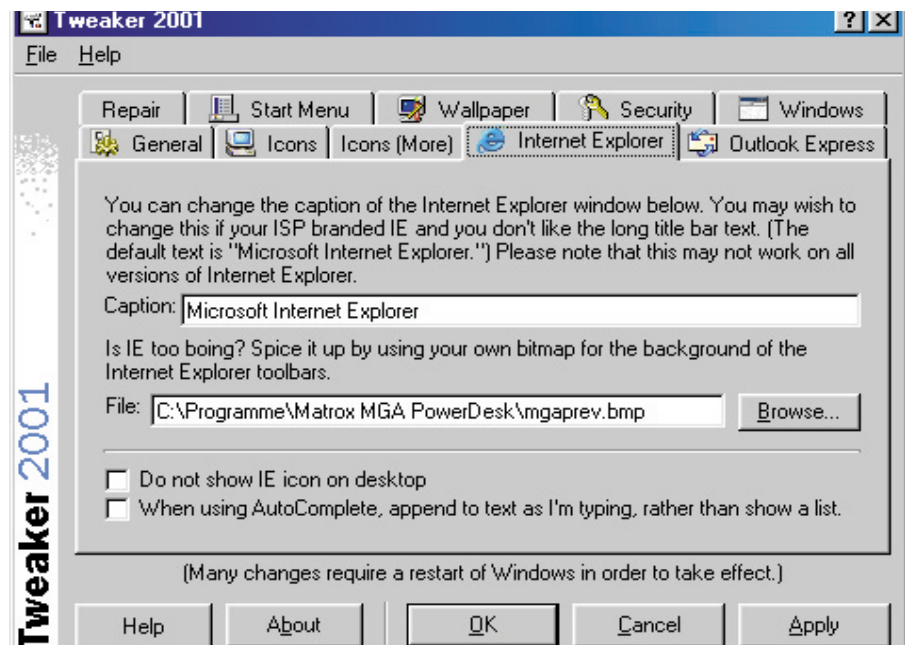 Tweaker 2001
File Help
Repair Start Menu Wallpaper Security Windows
General Icons Icons (More) Internet Explorer Outlook Express
You can change the caption of the Internet Explorer window below. You may wish to
change this if your ISP branded IE and you don't like the long title bar text. (The
default text is "Microsoft Internet Explorer.") Please note that this may not work on all
versions of Internet Explorer.
Caption: Microsoft Internet Explorer
Is IE too boing? Spice it up by using your own bitmap for the background of the
Internet Explorer toolbars.
File: C:\Programme\Matrox MGA PowerDesk\mgaprev.bmp Browse...
Do not show IE icon on desktop
When using AutoComplete, append to text as I'm typing, rather than show a list.
(Many changes require a restart of Windows in order to take effect.)
Help About OK Cancel Apply
Tweaker 2001